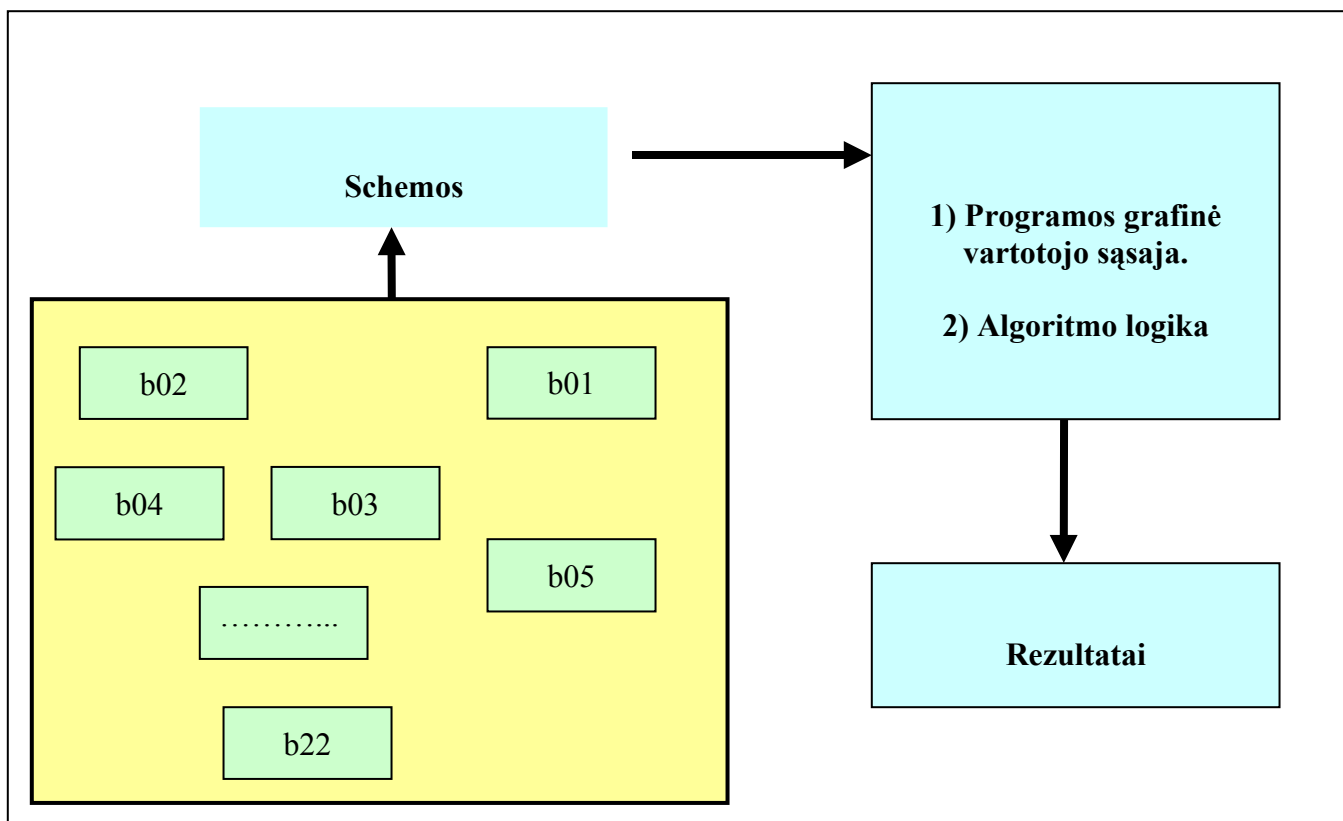 Schemos
1) Programos grafinė
vartotojo sąsaja.
2) Algoritmo logika
b02
b01
b04
b03
b05
………...
b22
Rezultatai